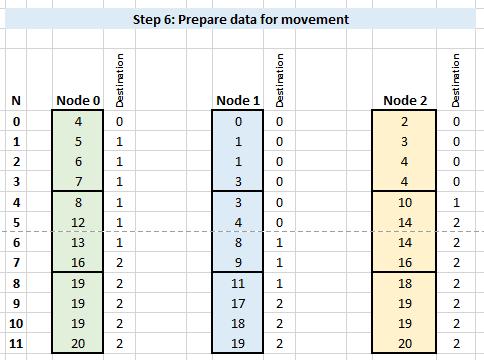 Step 6: Prepare data for movement
N Node 0 Destination Node 1 Destination Node 2 Destination
0 4 0 0 0 2 0
1 5 1 1 0 3 0
2 6 1 1 0 4 0
3 7 1 3 0 4 0
4 8 1 3 0 10 1
5 12 1 4 0 14 2
6 13 1 8 1 14 2
7 16 2 9 1 16 2
8 19 2 11 1 18 2
9 19 2 17 2 19 2
10 19 2 18 2 19 2
11 20 2 19 2 20 2